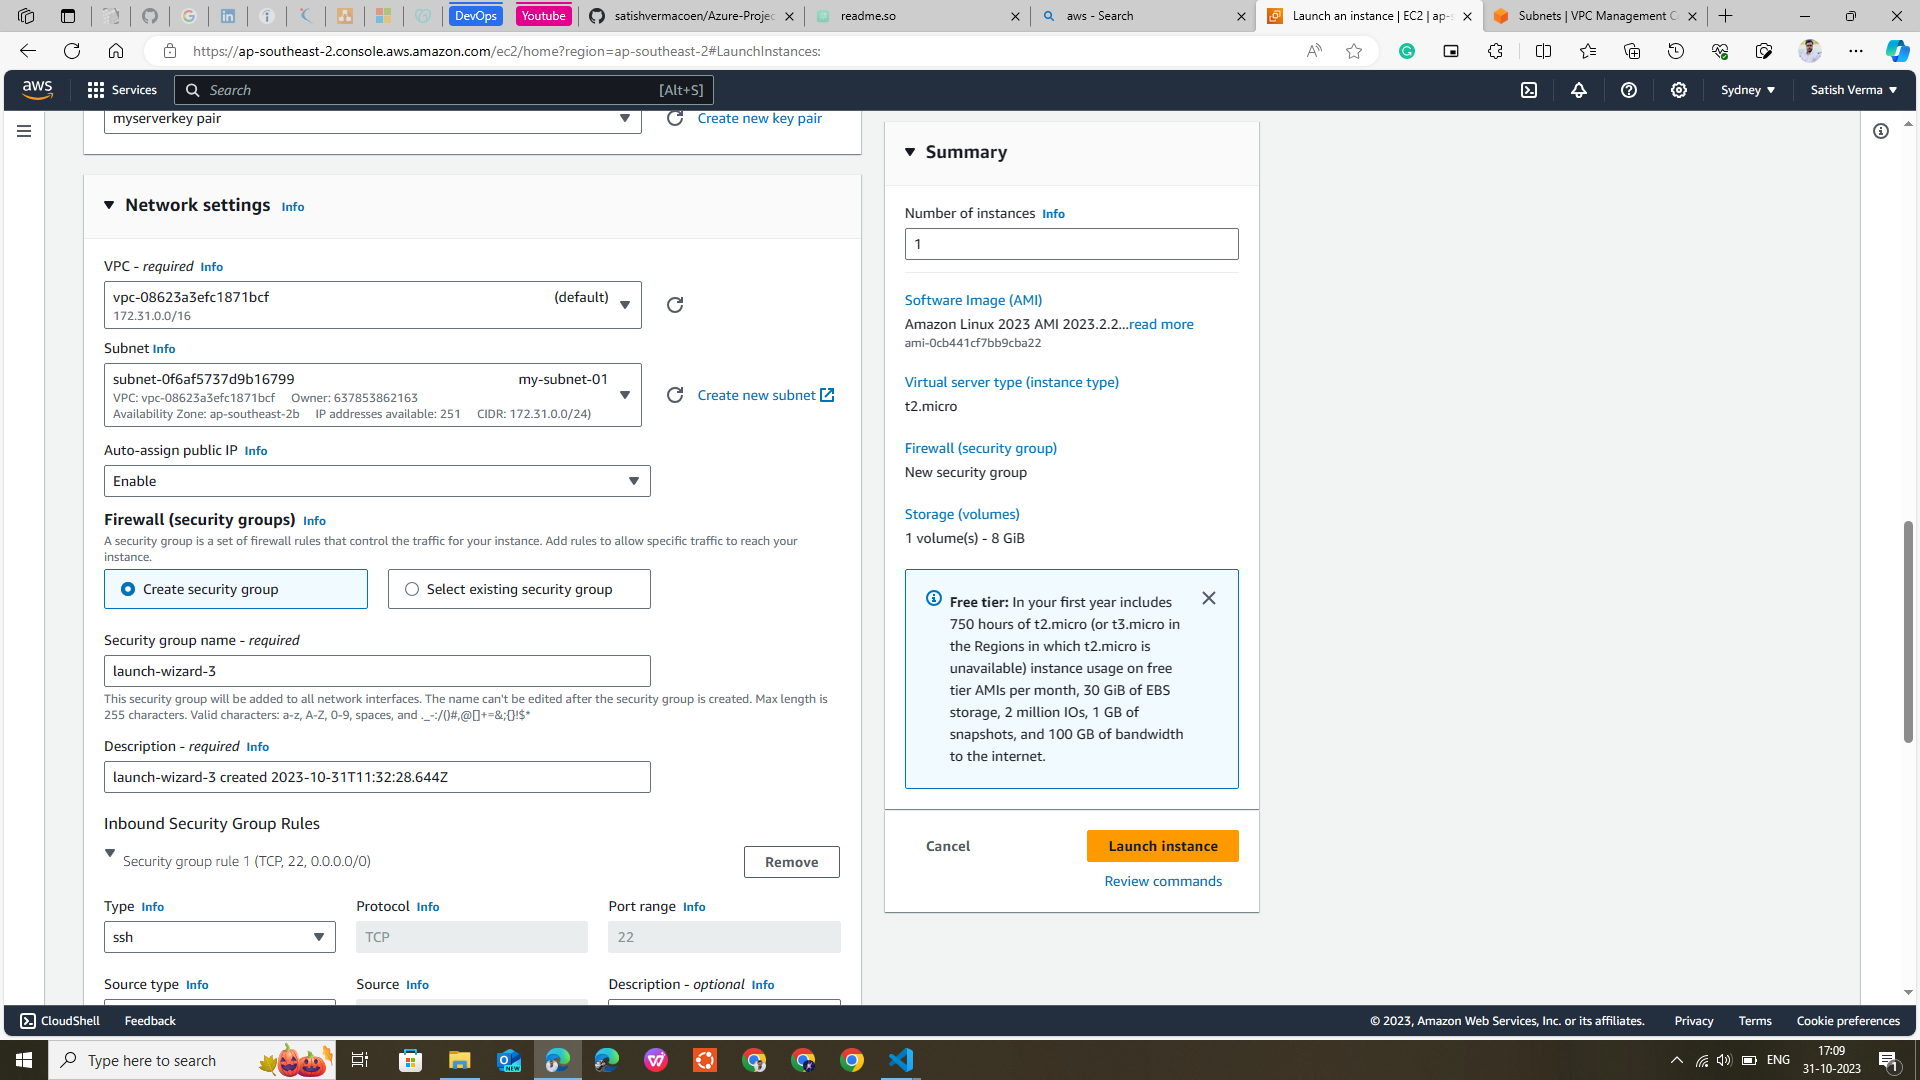 DevOps
Youtube
satishvermacoen/Azure-Projec
readme.so
aws - Search
Launch an instance | EC2 | ap-s
Subnets | VPC Management C
https://ap-southeast-2.console.aws.amazon.com/ec2/home?region=ap-southeast-2#LaunchInstances:
aws
Services
Search
[Alt+S]
Sydney
Satish Verma
myserverkey pair
Create new key pair
Network settings Info
VPC - required Info
vpc-08623a3efc1871bcf (default)
172.31.0.0/16
Subnet Info
subnet-0f6af5737d9b16799 my-subnet-01
VPC: vpc-08623a3efc1871bcf Owner: 637853862163
Availability Zone: ap-southeast-2b IP addresses available: 251 CIDR: 172.31.0.0/24)
Create new subnet
Auto-assign public IP Info
Enable
Firewall (security groups) Info
A security group is a set of firewall rules that control the traffic for your instance. Add rules to allow specific traffic to reach your
instance.
Create security group
Select existing security group
Security group name - required
launch-wizard-3
This security group will be added to all network interfaces. The name can't be edited after the security group is created. Max length is
255 characters. Valid characters: a-z, A-Z, 0-9, spaces, and ._-:/()#,@[]+=&;{}!$*
Description - required Info
launch-wizard-3 created 2023-10-31T11:32:28.644Z
Inbound Security Group Rules
Security group rule 1 (TCP, 22, 0.0.0.0/0)
Remove
Type Info
Protocol Info
Port range Info
ssh
TCP
22
Source type Info
Source Info
Description - optional Info
Summary
Number of instances Info
1
Software Image (AMI)
Amazon Linux 2023 AMI 2023.2.2...read more
ami-0cb441cf7bb9cba22
Virtual server type (instance type)
t2.micro
Firewall (security group)
New security group
Storage (volumes)
1 volume(s) - 8 GiB
Free tier: In your first year includes
750 hours of t2.micro (or t3.micro in
the Regions in which t2.micro is
unavailable) instance usage on free
tier AMIs per month, 30 GiB of EBS
storage, 2 million IOs, 1 GB of
snapshots, and 100 GB of bandwidth
to the internet.
Cancel
Launch instance
Review commands
CloudShell
Feedback
© 2023, Amazon Web Services, Inc. or its affiliates.
Privacy
Terms
Cookie preferences
Type here to search
NEW
ENG
17:09
31-10-2023
1